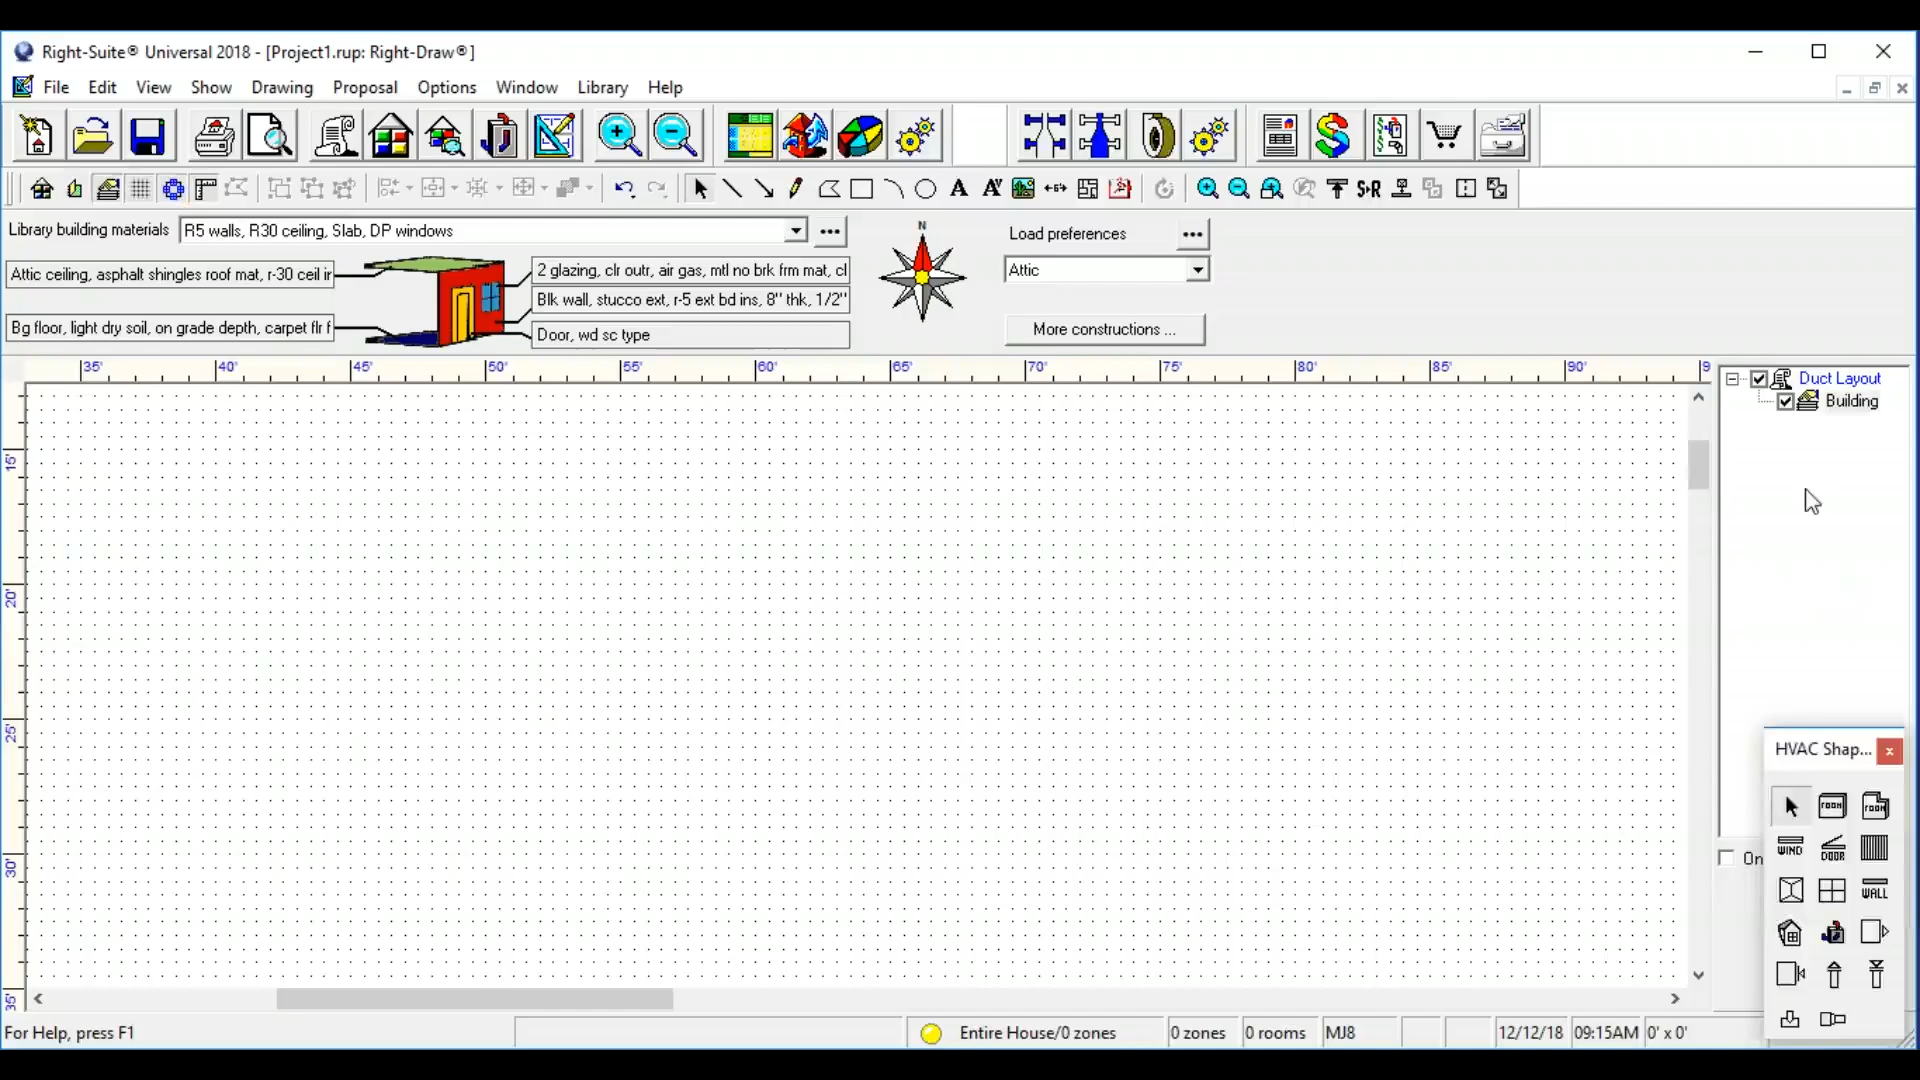 Right-Suite® Universal 2018 - [Project1.rup: Right-Draw®]
File Edit View Show Drawing Proposal Options Window Library Help
A A S▸R
Library building materials R5 walls, R30 ceiling, Slab, DP windows
N
Load preferences
Attic ceiling, asphalt shingles roof mat, r-30 ceil ir
2 glazing, clr outr, air gas, mtl no brk frm mat, cl
Attic
Blk wall, stucco ext, r-5 ext bd ins, 8" thk, 1/2"
Bg floor, light dry soil, on grade depth, carpet flr f
Door, wd sc type
More constructions ...
35' 40' 45' 50' 55' 60' 65' 70' 75' 80' 85' 90' 9
Duct Layout
Building
15'
20'
25'
30'
35'
HVAC Shap...
ROOM ROOM
WIND DOOR
On
WALL
For Help, press F1
Entire House/0 zones 0 zones 0 rooms MJ8 12/12/18 09:15AM 0' x 0'